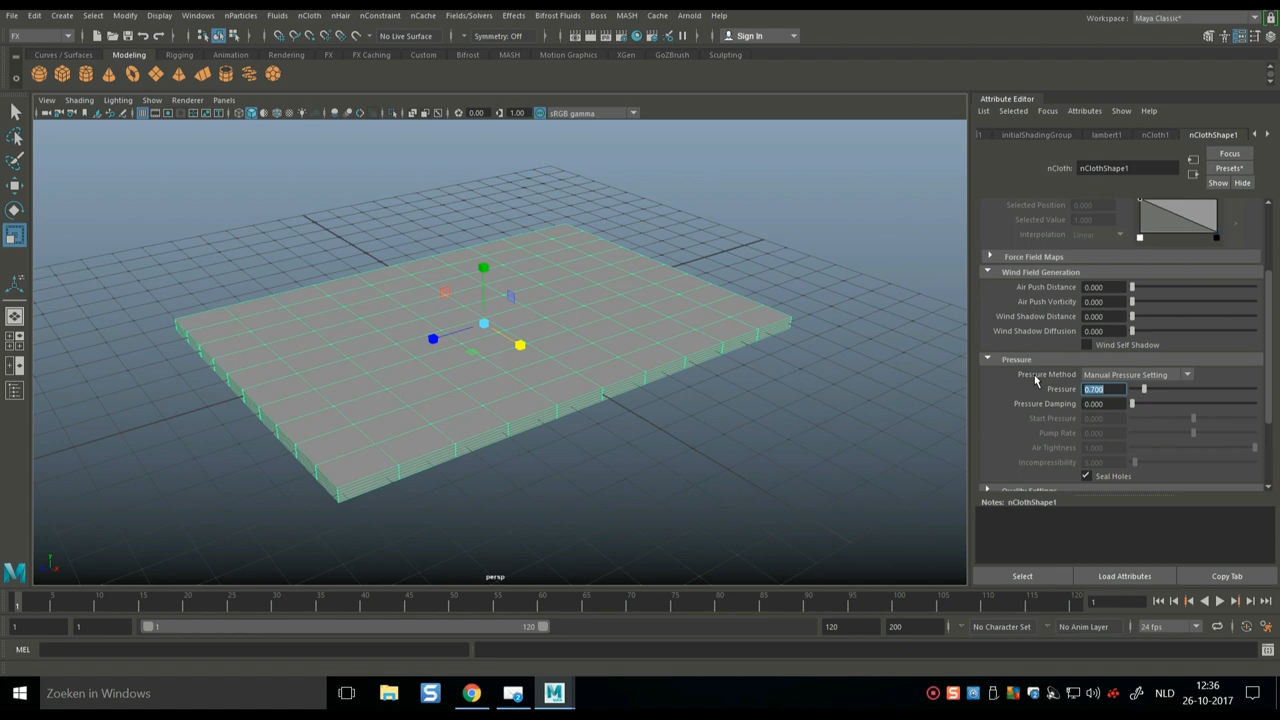 File Edit Create Select Modify Display Windows nParticles Fluids nCloth nHair nConstraint nCache Fields/Solvers Effects Bifrost Fluids Boss MASH Cache Arnold Help
Workspace : Maya Classic*
FX No Live Surface Symmetry: Off Sign In
Curves / Surfaces Modeling Rigging Animation Rendering FX FX Caching Custom Bifrost MASH Motion Graphics XGen GoZBrush Sculpting
View Shading Lighting Show Renderer Panels
0.00 1.00 sRGB gamma
Attribute Editor
List Selected Focus Attributes Show Help
initialShadingGroup lambert1 nCloth1 nClothShape1
Focus
nCloth: nClothShape1 Presets*
Show Hide
Selected Position 0.000
Selected Value 1.000
Interpolation Linear
Force Field Maps
Wind Field Generation
Air Push Distance 0.000
Air Push Vorticity 0.000
Wind Shadow Distance 0.000
Wind Shadow Diffusion 0.000
Wind Self Shadow
Pressure
Pressure Method Manual Pressure Setting
Pressure 0.700
Pressure Damping 0.000
Start Pressure 0.000
Pump Rate 0.000
Air Tightness 1.000
Incompressibility 5.000
Seal Holes
Quality Settings
Notes: nClothShape1
Select Load Attributes Copy Tab
persp
1 5 10 15 20 25 30 35 40 45 50 55 60 65 70 75 80 85 90 95 100 105 110 115 120 1
1 1 1 120 120 200 No Character Set No Anim Layer 24 fps
MEL
Zoeken in Windows NLD 12:36
26-10-2017